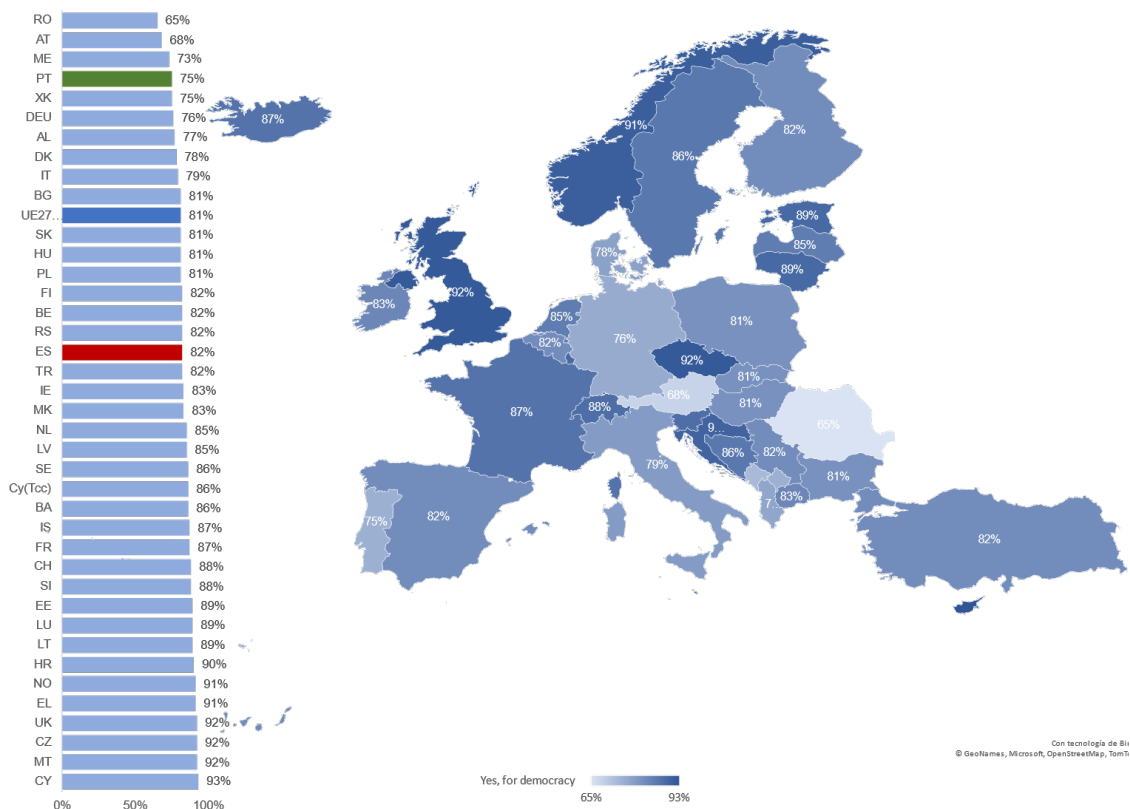 RO 65%
AT 68%
ME 73%
PT 75%
XK 75%
DEU 76%
AL 77%
DK 78%
IT 79%
BG 81%
UE27... 81%
SK 81%
HU 81%
PL 81%
FI 82%
BE 82%
RS 82%
ES 82%
TR 82%
IE 83%
MK 83%
NL 85%
LV 85%
SE 86%
Cy(Tcc) 86%
BA 86%
IS 87%
FR 87%
CH 88%
SI 88%
EE 89%
LU 89%
LT 89%
HR 90%
NO 91%
EL 91%
UK 92%
CZ 92%
MT 92%
CY 93%
0% 50% 100%
87%
91%
86%
82%
89%
85%
89%
78%
92%
83%
85%
82%
76%
81%
92%
81%
68%
81%
87%
88%
9...
86%
65%
82%
79%
81%
7...
83%
75%
82%
82%
Con tecnología de Bi
© GeoNames, Microsoft, OpenStreetMap, TomT
Yes, for democracy
65% 93%